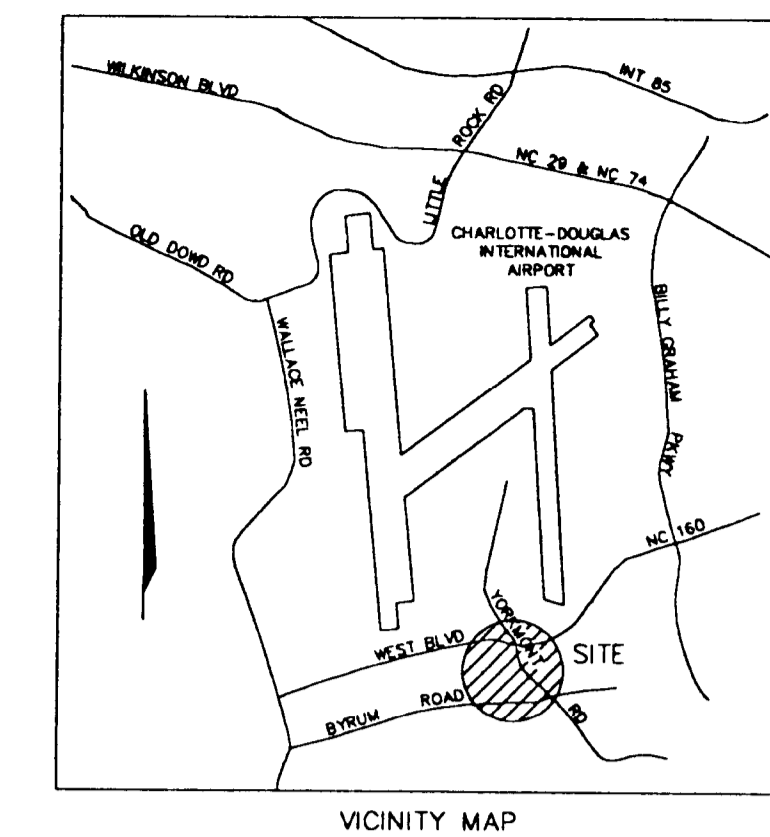 INT 85
WILKINSON BLVD
LITTLE ROCK RD
NC 29 & NC 74
OLD DOWD RD
CHARLOTTE-DOUGLAS
INTERNATIONAL
AIRPORT
BILLY GRAHAM PKWY
WALLACE NEEL RD
NC 160
YORKMONT RD
WEST BLVD
SITE
BYRUM ROAD
VICINITY MAP